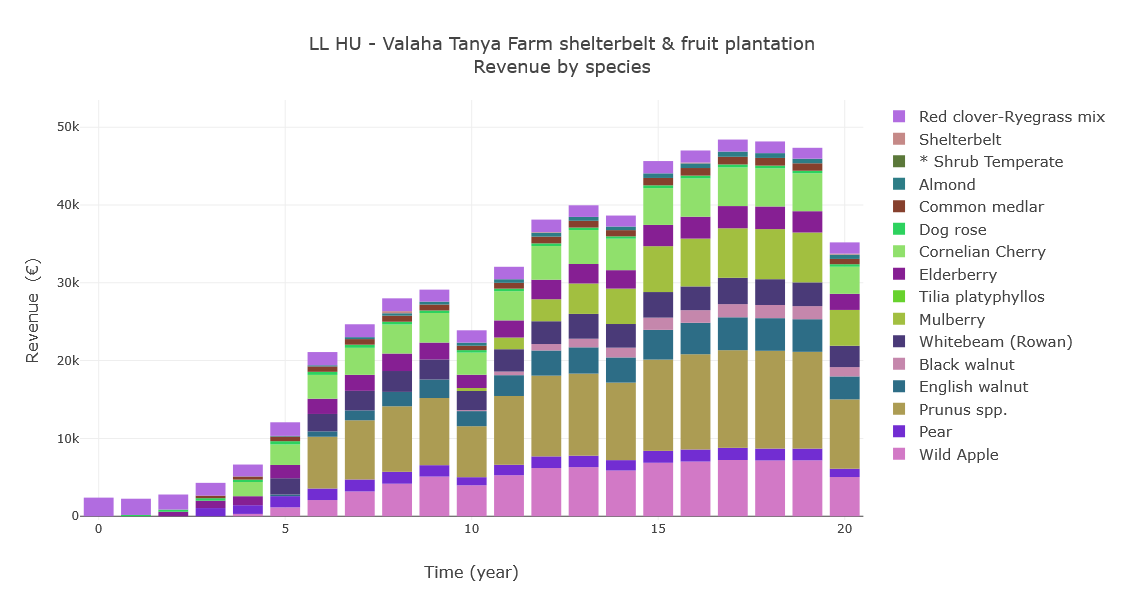 LL HU - Valaha Tanya Farm shelterbelt & fruit plantation
Revenue by species
Revenue (€)
50k
40k
30k
20k
10k
0
0
5
10
15
20
Time (year)
Red clover-Ryegrass mix
Shelterbelt
* Shrub Temperate
Almond
Common medlar
Dog rose
Cornelian Cherry
Elderberry
Tilia platyphyllos
Mulberry
Whitebeam (Rowan)
Black walnut
English walnut
Prunus spp.
Pear
Wild Apple